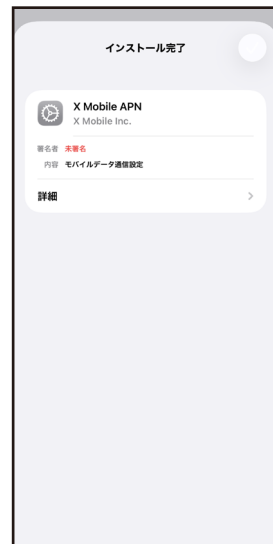 インストール完了
X Mobile APN
X Mobile Inc.
署名者 未署名
内容 モバイルデータ通信設定
詳細